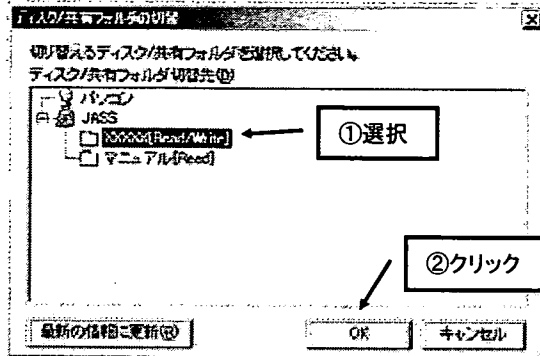 ディスク/共有フォルダの切替
切り替えるディスク/共有フォルダを選択してください。
ディスク/共有フォルダ切替先(D)
パソコン
JASS
XXXXX[Read/Write]
マニュアル[Read]
①選択
②クリック
最新の情報に更新(R)
OK
キャンセル